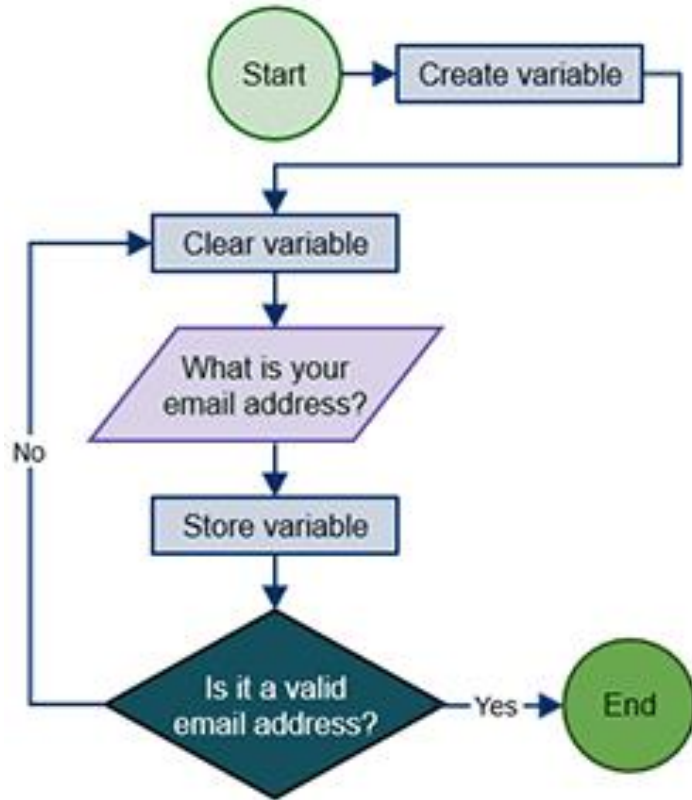 Start
Create variable
Clear variable
What is your
email address?
No
Store variable
Is it a valid
email address?
Yes
End